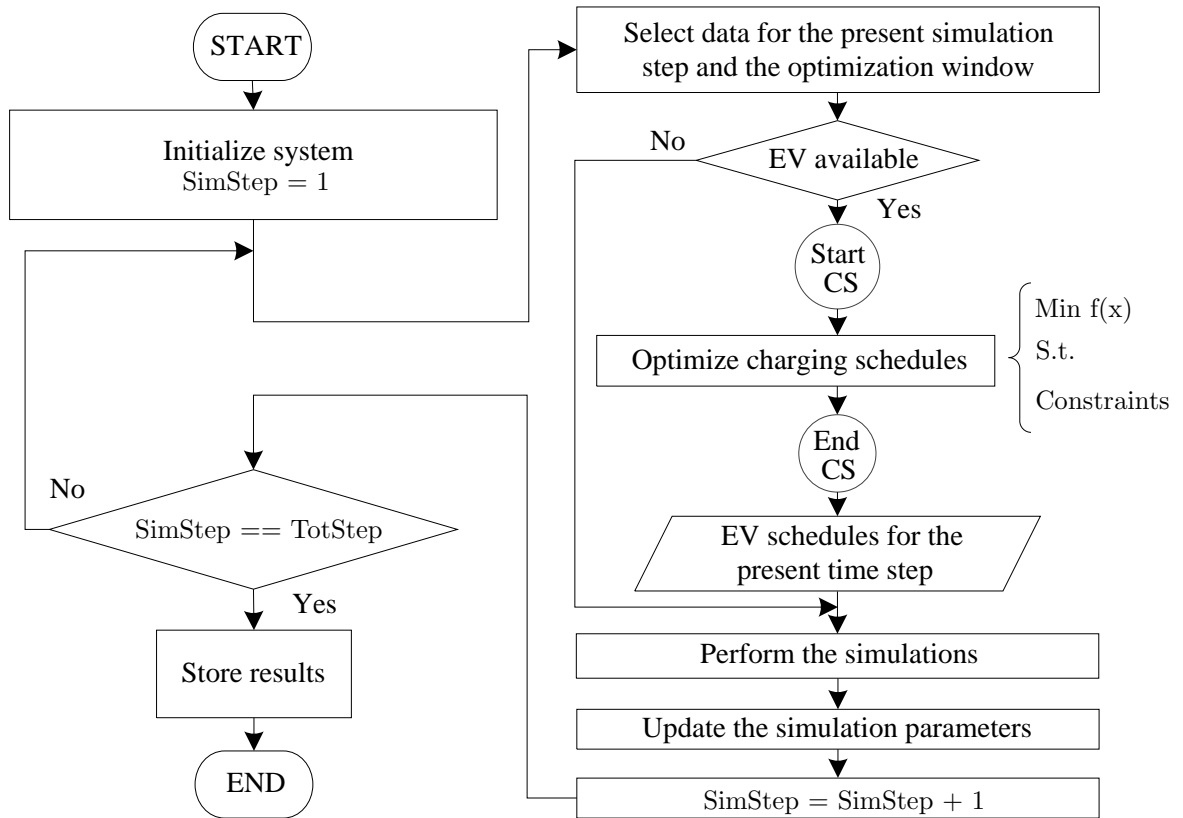 START
Initialize system
SimStep = 1
Select data for the present simulation
step and the optimization window
No
EV available
Yes
Start
CS
Optimize charging schedules
Min f(x)
S.t.
Constraints
End
CS
EV schedules for the
present time step
Perform the simulations
Update the simulation parameters
SimStep = SimStep + 1
No
SimStep == TotStep
Yes
Store results
END